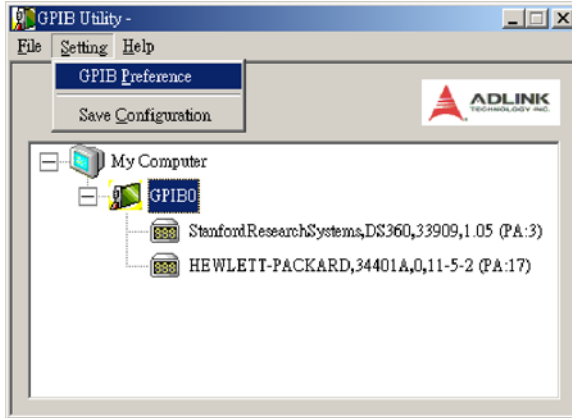 GPIB Utility -
File Setting Help
GPIB Preference
Save Configuration
ADLINK
TECHNOLOGY INC.
My Computer
GPIB0
StanfordResearchSystems,DS360,33909,1.05 (PA:3)
HEWLETT-PACKARD,34401A,0,11-5-2 (PA:17)